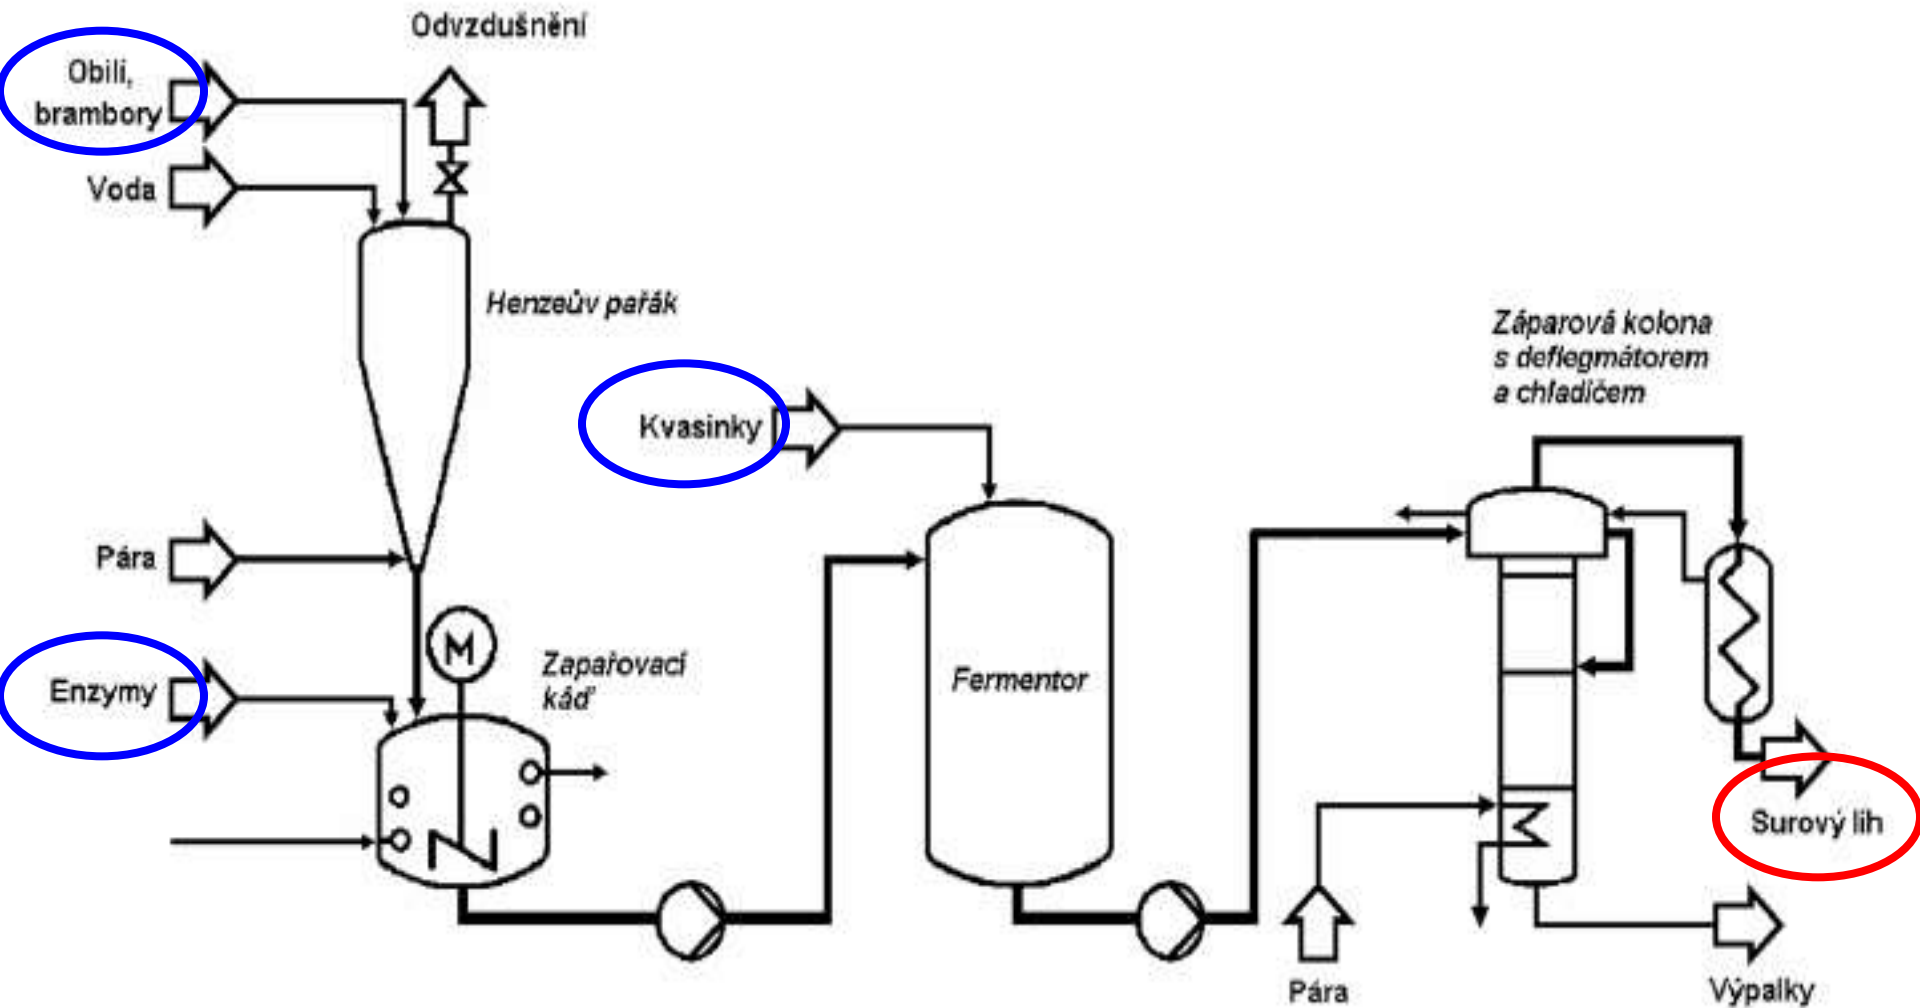 Odvzdušnění
Obilí,
brambory
Voda
Henzeův pařák
Záparová kolona
s deflegmátorem
a chladičem
Kvasinky
Pára
M
Zapařovací
káď
Enzymy
Fermentor
Surový líh
Pára
Výpalky